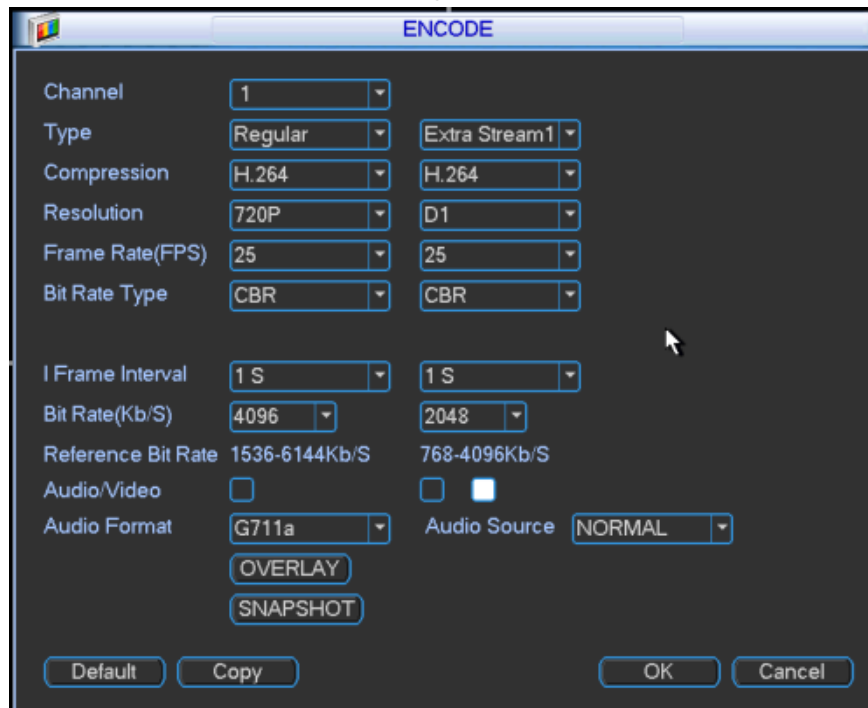 ENCODE
Channel 1
Type Regular Extra Stream1
Compression H.264 H.264
Resolution 720P D1
Frame Rate(FPS) 25 25
Bit Rate Type CBR CBR
I Frame Interval 1 S 1 S
Bit Rate(Kb/S) 4096 2048
Reference Bit Rate 1536-6144Kb/S 768-4096Kb/S
Audio/Video
Audio Format G711a Audio Source NORMAL
OVERLAY
SNAPSHOT
Default Copy OK Cancel